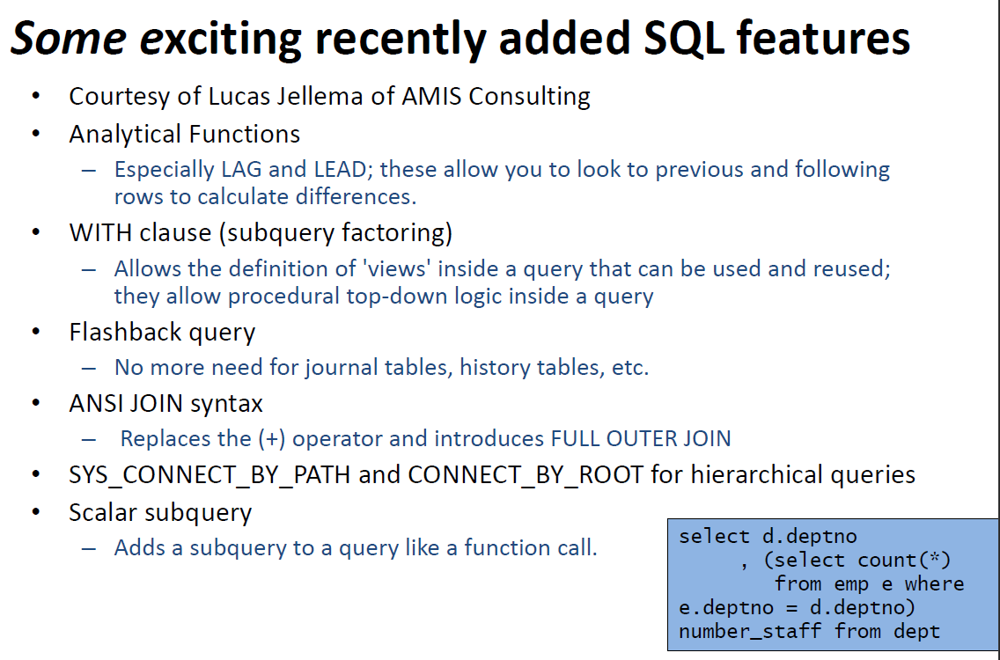 Some exciting recently added SQL features
• Courtesy of Lucas Jellema of AMIS Consulting
• Analytical Functions
– Especially LAG and LEAD; these allow you to look to previous and following
rows to calculate differences.
• WITH clause (subquery factoring)
– Allows the definition of 'views' inside a query that can be used and reused;
they allow procedural top-down logic inside a query
• Flashback query
– No more need for journal tables, history tables, etc.
• ANSI JOIN syntax
– Replaces the (+) operator and introduces FULL OUTER JOIN
• SYS_CONNECT_BY_PATH and CONNECT_BY_ROOT for hierarchical queries
• Scalar subquery
– Adds a subquery to a query like a function call.
select d.deptno
, (select count(*)
from emp e where
e.deptno = d.deptno)
number_staff from dept